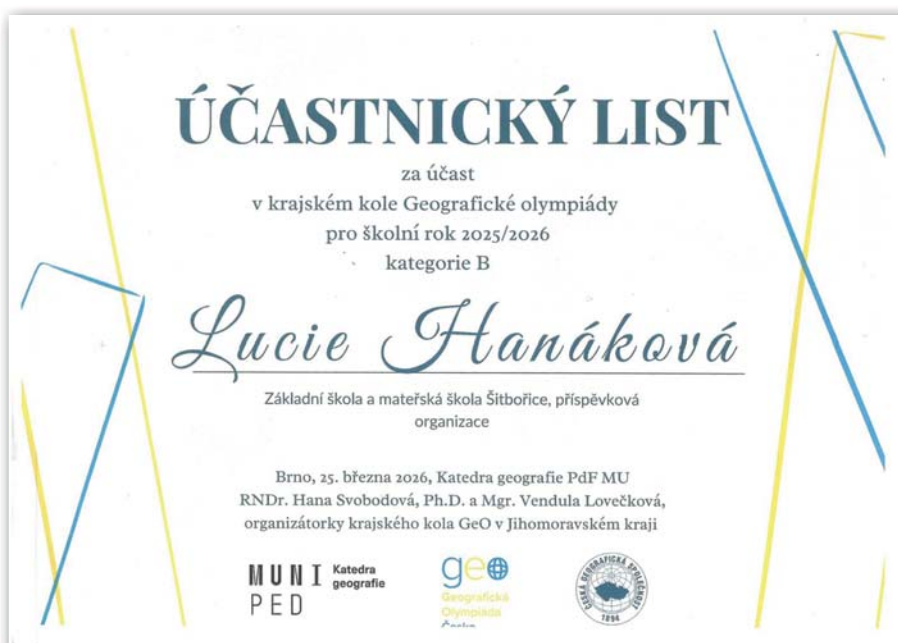 ÚČASTNICKÝ LIST
za účast
v krajském kole Geografické olympiády
pro školní rok 2025/2026
kategorie B
Lucie Hanáková
Základní škola a mateřská škola Šitbořice, příspěvková
organizace
Brno, 25. března 2026, Katedra geografie PdF MU
RNDr. Hana Svobodová, Ph.D. a Mgr. Vendula Lovečková,
organizátorky krajského kola GeO v Jihomoravském kraji
MUNI
PED
Katedra
geografie
geo
Geografická
Olympiáda
ČESKÁ GEOGRAFICKÁ SPOLEČNOST
1894